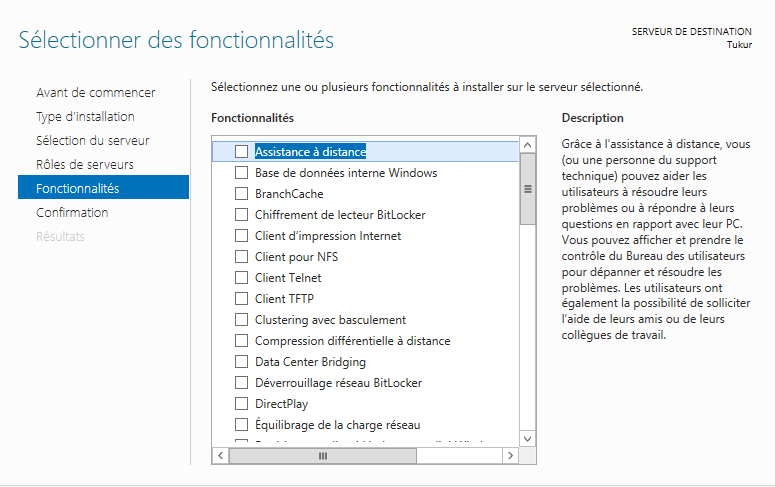 Sélectionner des fonctionnalités
SERVEUR DE DESTINATION
Tukur
Avant de commencer
Type d'installation
Sélection du serveur
Rôles de serveurs
Fonctionnalités
Confirmation
Résultats
Sélectionnez une ou plusieurs fonctionnalités à installer sur le serveur sélectionné.
Fonctionnalités
Assistance à distance
Base de données interne Windows
BranchCache
Chiffrement de lecteur BitLocker
Client d'impression Internet
Client pour NFS
Client Telnet
Client TFTP
Clustering avec basculement
Compression différentielle à distance
Data Center Bridging
Déverrouillage réseau BitLocker
DirectPlay
Équilibrage de la charge réseau
Description
Grâce à l'assistance à distance, vous
(ou une personne du support
technique) pouvez aider les
utilisateurs à résoudre leurs
problèmes ou à répondre à leurs
questions en rapport avec leur PC.
Vous pouvez afficher et prendre le
contrôle du Bureau des utilisateurs
pour dépanner et résoudre les
problèmes. Les utilisateurs ont
également la possibilité de solliciter
l'aide de leurs amis ou de leurs
collègues de travail.